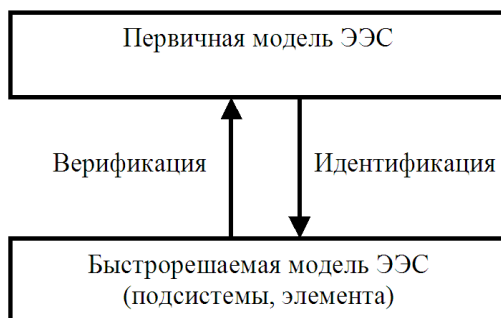 Первичная модель ЭЭС
Верификация
Идентификация
Быстрорешаемая модель ЭЭС
(подсистемы, элемента)